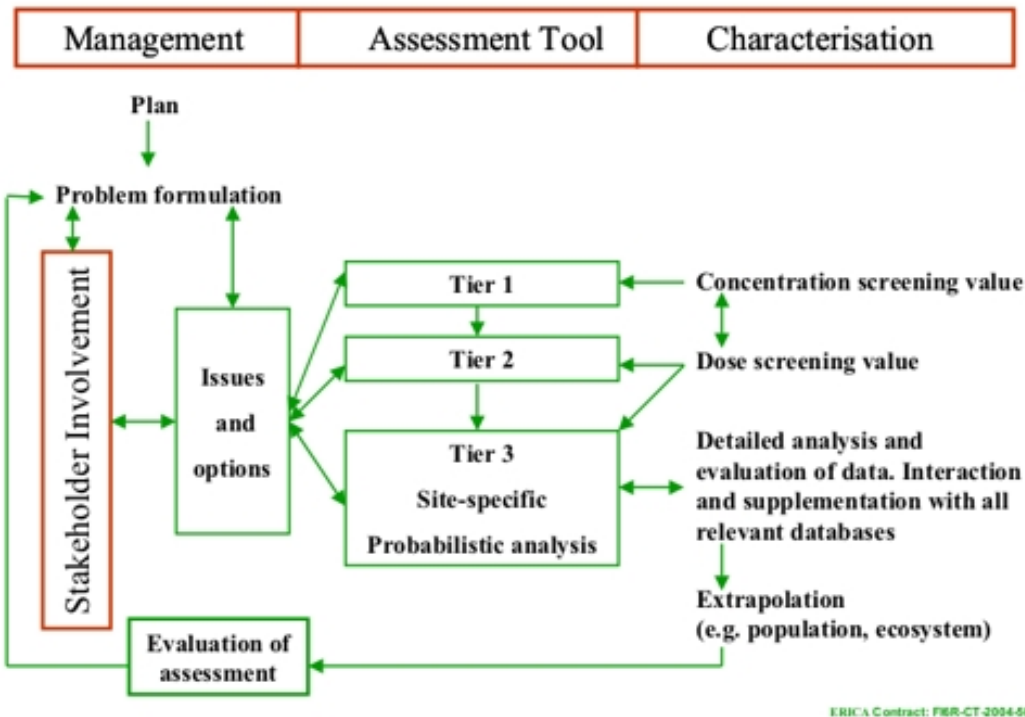 Management
Assessment Tool
Characterisation
Plan
Problem formulation
Stakeholder Involvement
Issues
and
options
Tier 1
Tier 2
Tier 3
Site-specific
Probabilistic analysis
Concentration screening value
Dose screening value
Detailed analysis and
evaluation of data. Interaction
and supplementation with all
relevant databases
Extrapolation
(e.g. population, ecosystem)
Evaluation of
assessment
ERICA Contract: